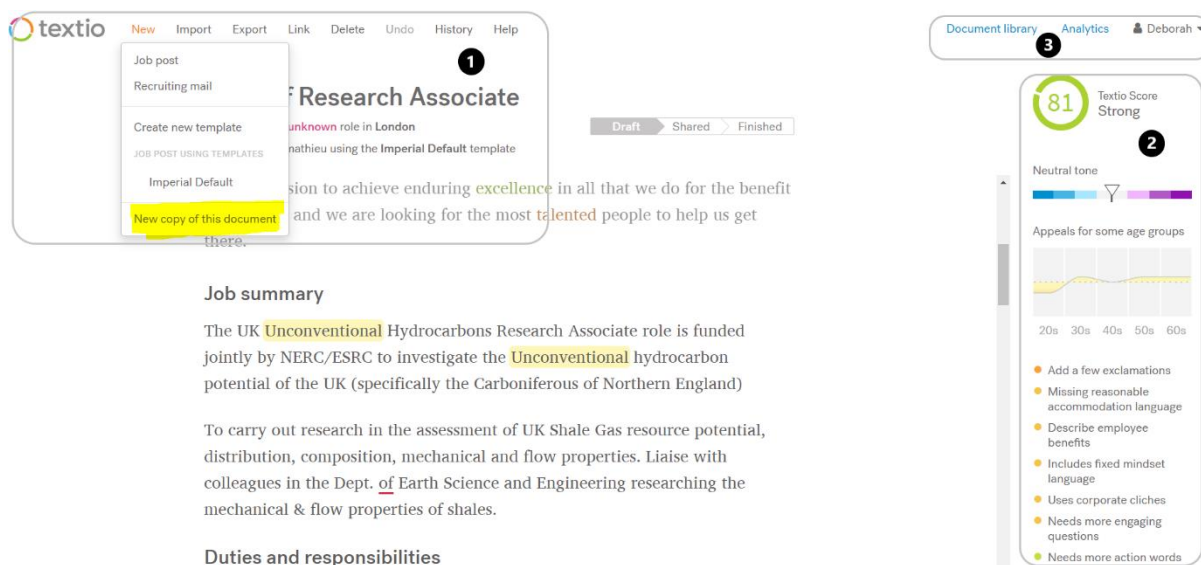 textio New Import Export Link Delete Undo History Help
Document library Analytics Deborah
1
3
Job post
Recruiting mail
Create new template
JOB POST USING TEMPLATES
Imperial Default
New copy of this document
f Research Associate
unknown role in London
mathieu using the Imperial Default template
Draft Shared Finished
sion to achieve enduring excellence in all that we do for the benefit
and we are looking for the most talented people to help us get
there.
Job summary
The UK Unconventional Hydrocarbons Research Associate role is funded
jointly by NERC/ESRC to investigate the Unconventional hydrocarbon
potential of the UK (specifically the Carboniferous of Northern England)
To carry out research in the assessment of UK Shale Gas resource potential,
distribution, composition, mechanical and flow properties. Liaise with
colleagues in the Dept. of Earth Science and Engineering researching the
mechanical & flow properties of shales.
Duties and responsibilities
81
Textio Score
Strong
2
Neutral tone
Appeals for some age groups
20s 30s 40s 50s 60s
Add a few exclamations
Missing reasonable
accommodation language
Describe employee
benefits
Includes fixed mindset
language
Uses corporate cliches
Needs more engaging
questions
Needs more action words